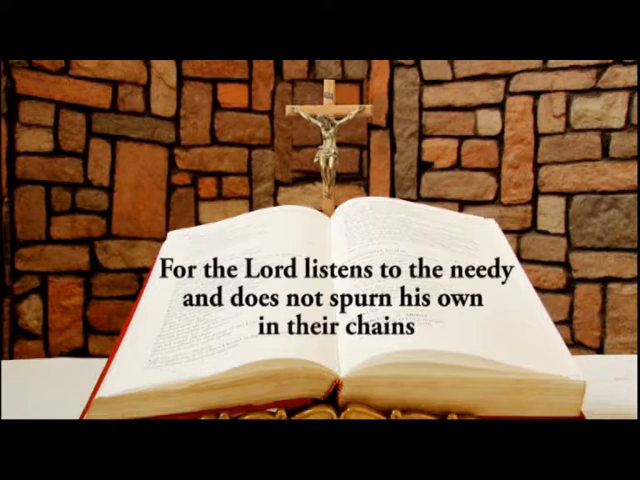 For the Lord listens to the needy
and does not spurn his own
in their chains